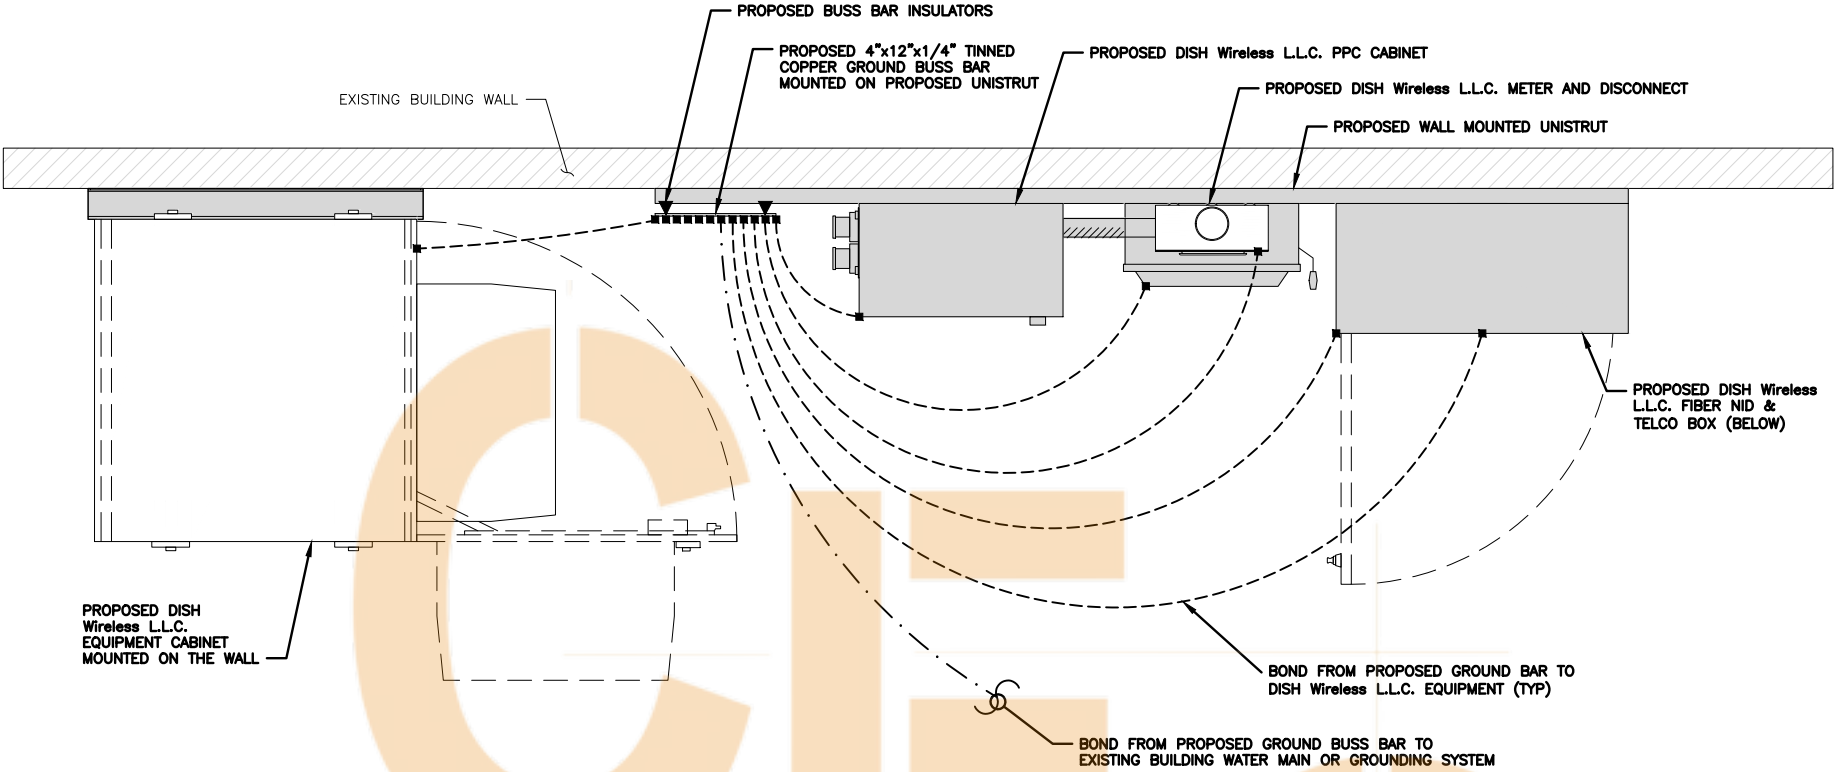 PROPOSED BUSS BAR INSULATORS
PROPOSED 4"x12"x1/4" TINNED
COPPER GROUND BUSS BAR
MOUNTED ON PROPOSED UNISTRUT
PROPOSED DISH Wireless L.L.C. PPC CABINET
PROPOSED DISH Wireless L.L.C. METER AND DISCONNECT
EXISTING BUILDING WALL
PROPOSED WALL MOUNTED UNISTRUT
PROPOSED DISH Wireless
L.L.C. FIBER NID &
TELCO BOX (BELOW)
PROPOSED DISH
Wireless L.L.C.
EQUIPMENT CABINET
MOUNTED ON THE WALL
BOND FROM PROPOSED GROUND BAR TO
DISH Wireless L.L.C. EQUIPMENT (TYP)
BOND FROM PROPOSED GROUND BUSS BAR TO
EXISTING BUILDING WATER MAIN OR GROUNDING SYSTEM